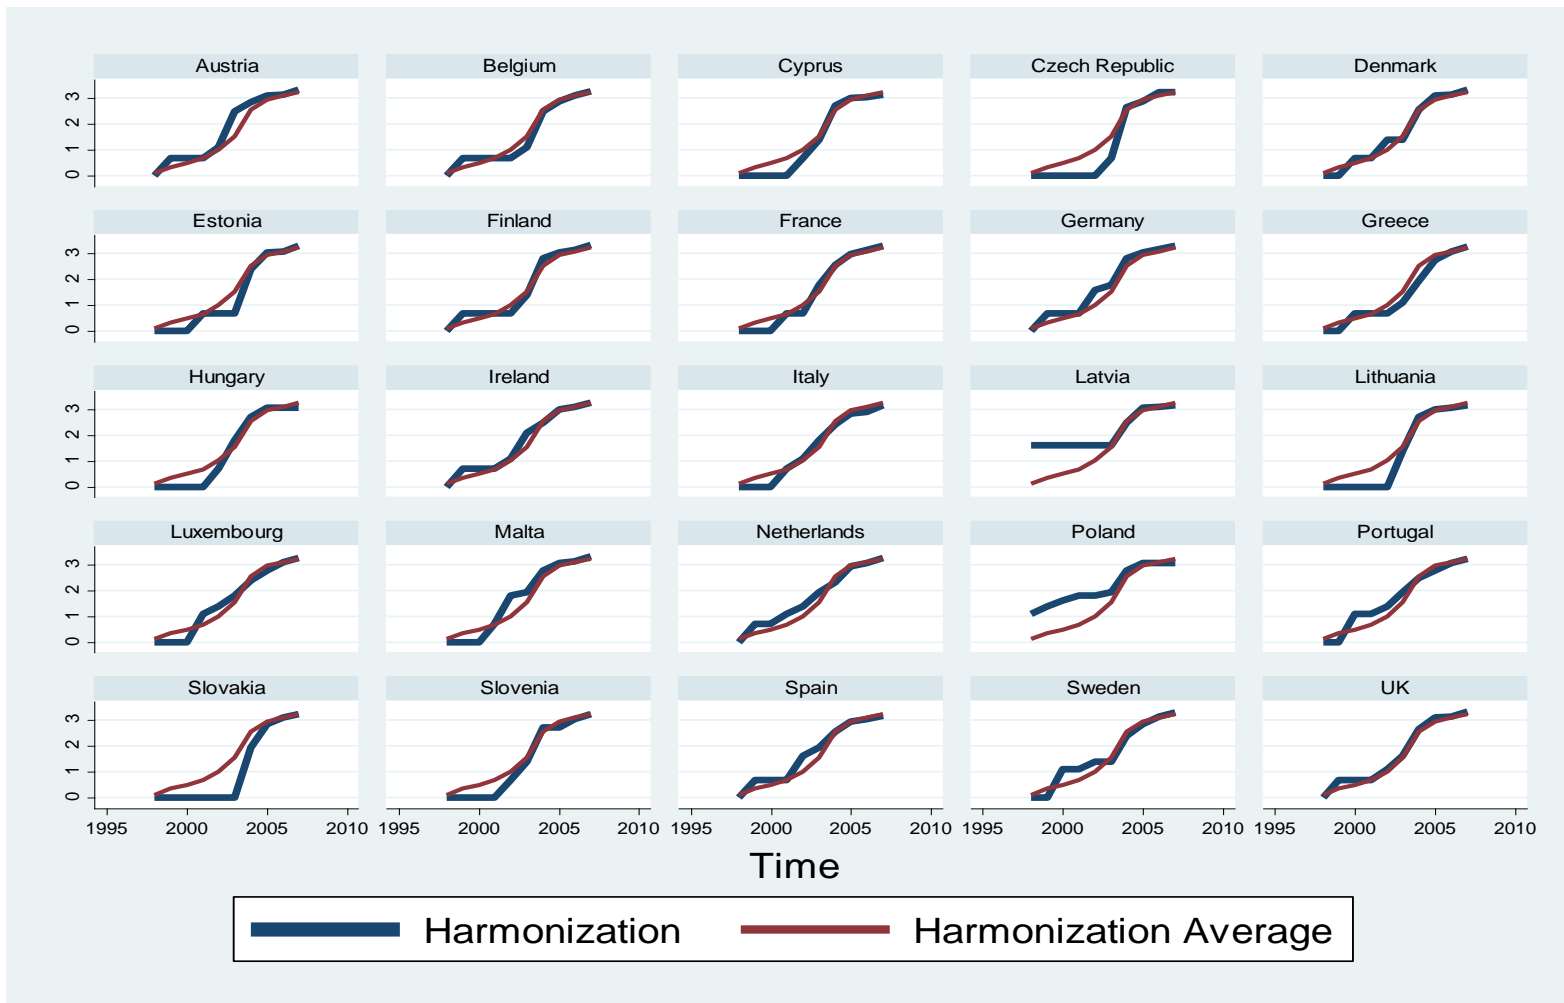 Austria Belgium Cyprus Czech Republic Denmark
3
2
1
0
Estonia Finland France Germany Greece
3
2
1
0
Hungary Ireland Italy Latvia Lithuania
3
2
1
0
Luxembourg Malta Netherlands Poland Portugal
3
2
1
0
Slovakia Slovenia Spain Sweden UK
3
2
1
0
1995 2000 2005 2010 1995 2000 2005 2010 1995 2000 2005 2010 1995 2000 2005 2010 1995 2000 2005 2010
Time
Harmonization Harmonization Average